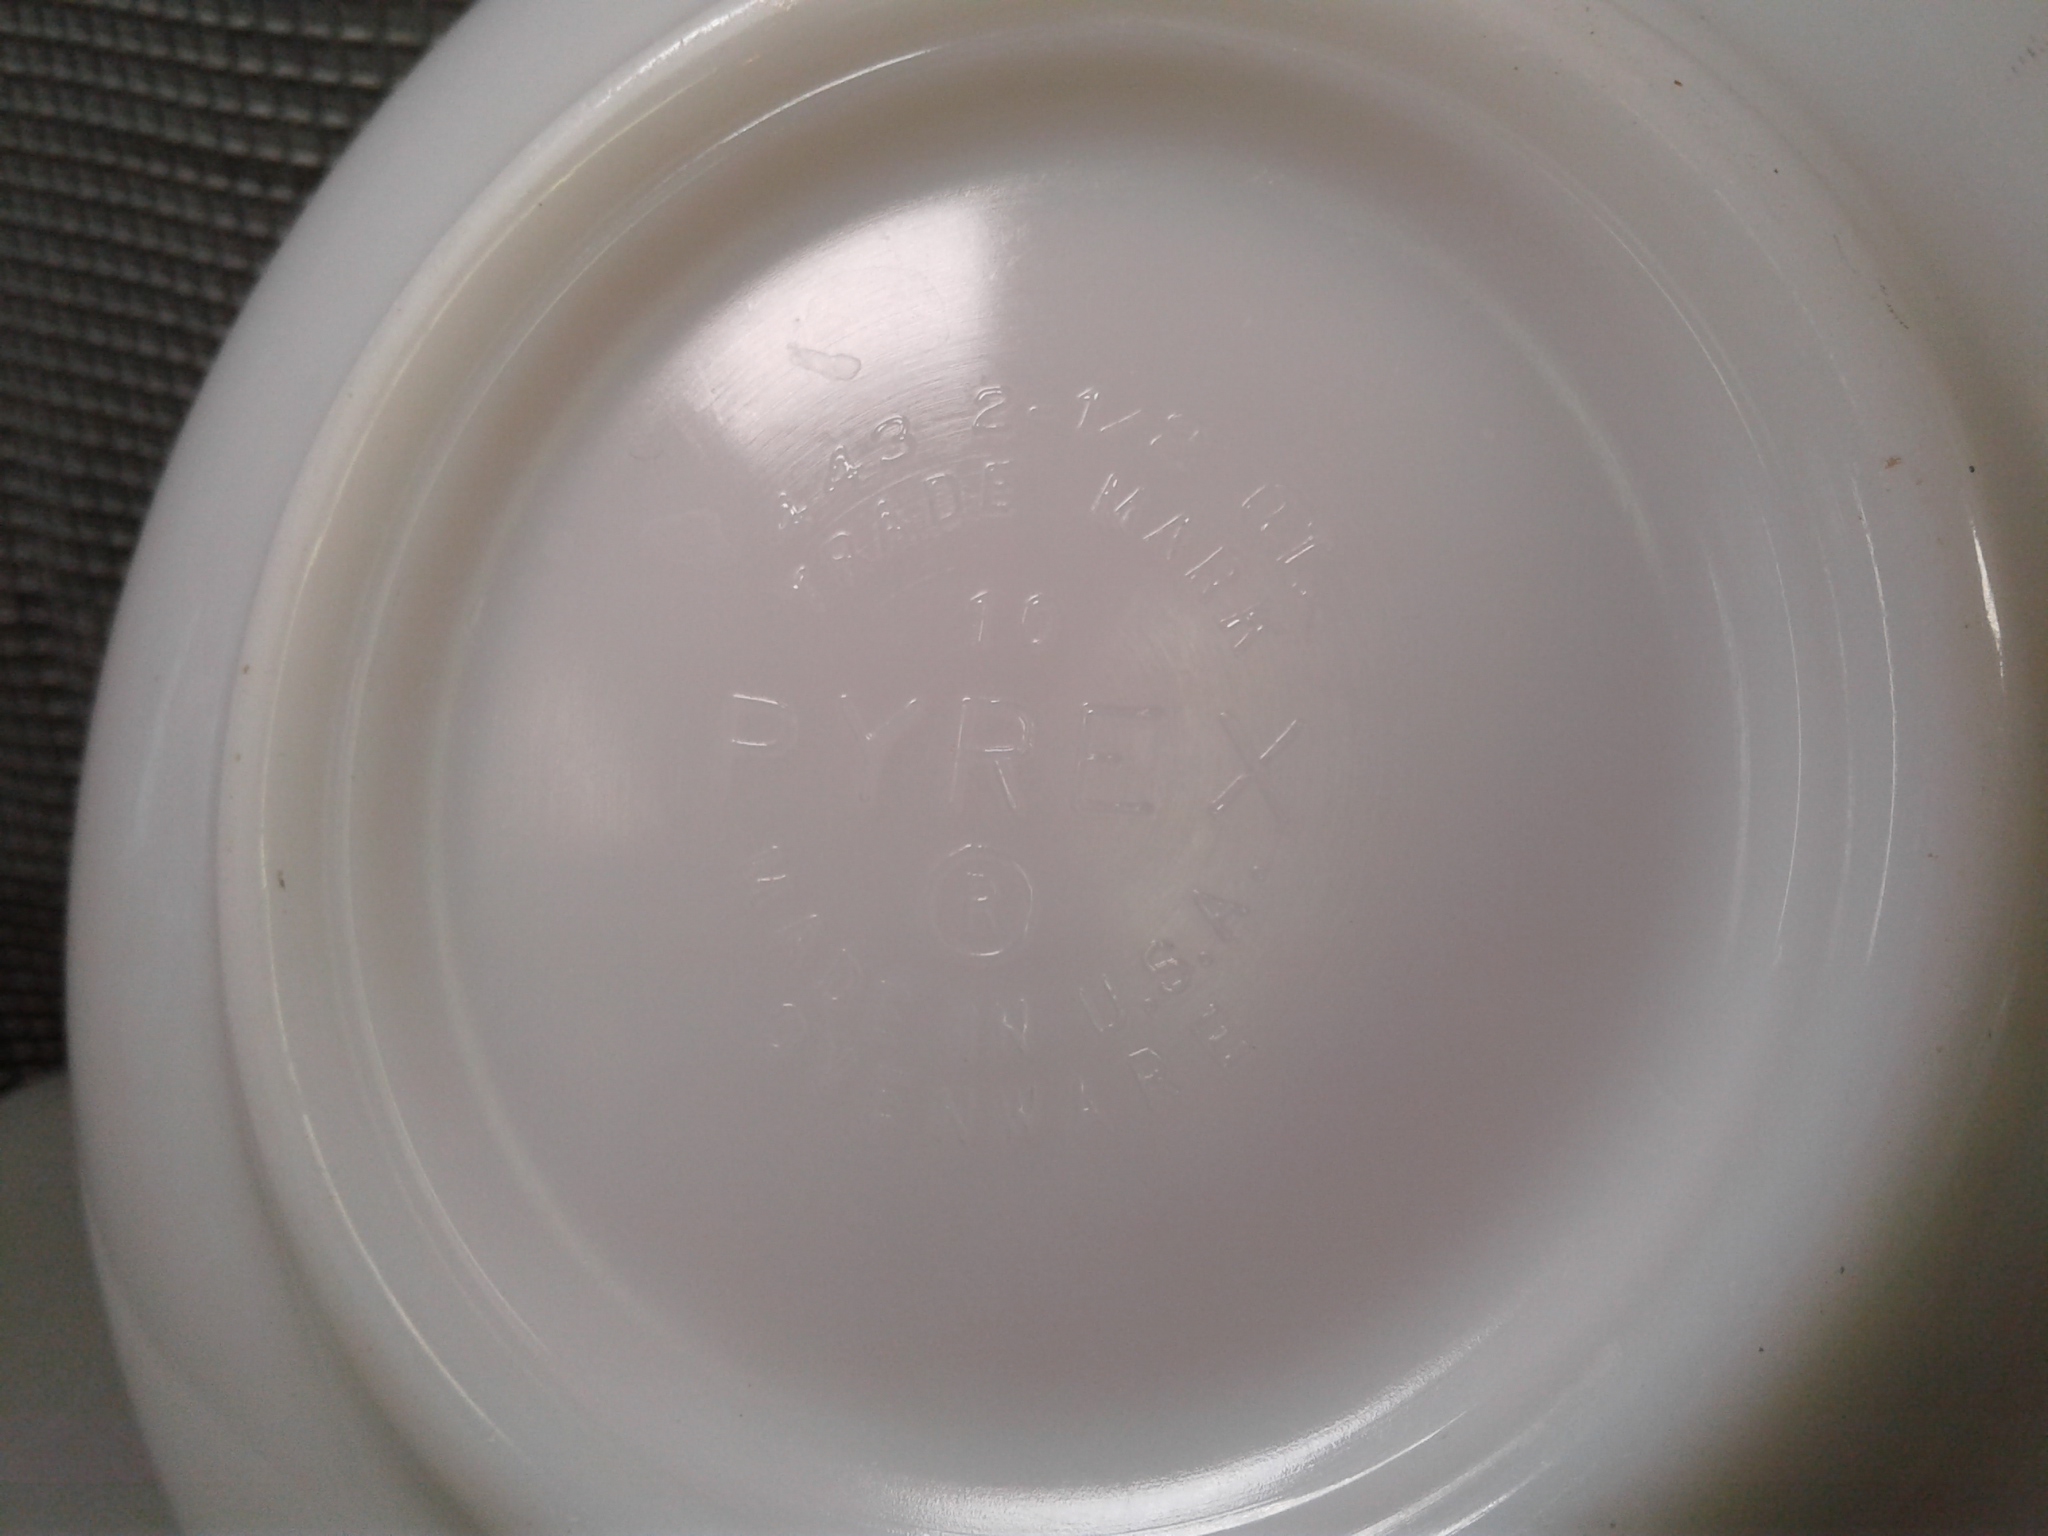 443 2-1/2 QT.
TRADE MARK
10
PYREX
®
MADE IN U.S.A.
OVENWARE